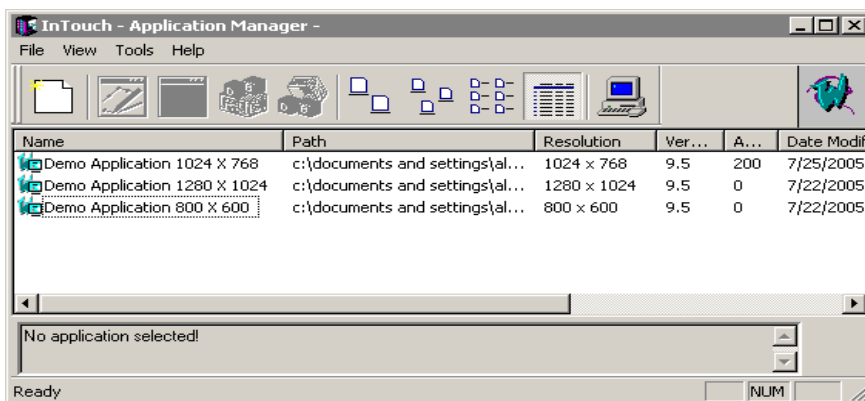 InTouch - Application Manager -
File View Tools Help
Name Path Resolution Ver... A... Date Modif
Demo Application 1024 X 768 c:\documents and settings\al... 1024 x 768 9.5 200 7/25/2005
Demo Application 1280 X 1024 c:\documents and settings\al... 1280 x 1024 9.5 0 7/22/2005
Demo Application 800 X 600 c:\documents and settings\al... 800 x 600 9.5 0 7/22/2005
No application selected!
Ready NUM